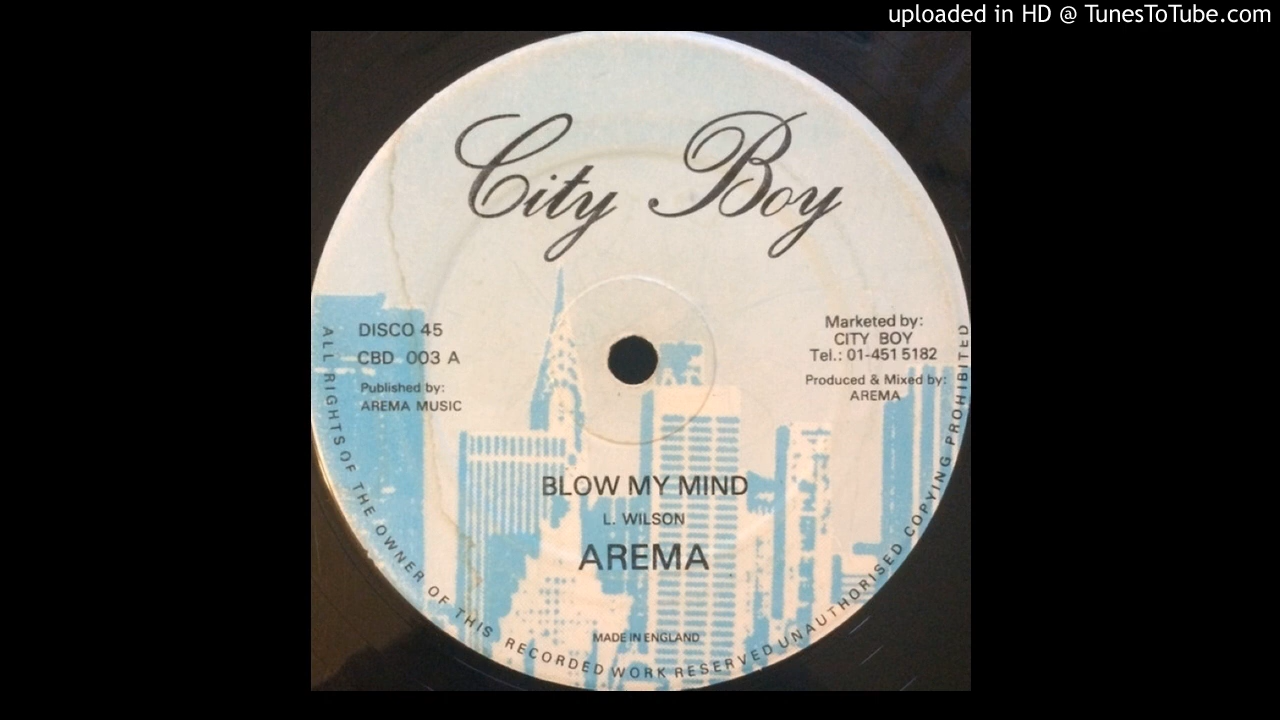 uploaded in HD @ TunesToTube.com
City Boy
DISCO 45
CBD 003 A
Published by:
AREMA MUSIC
Marketed by:
CITY BOY
Tel.: 01-451 5182
Produced & Mixed by:
AREMA
BLOW MY MIND
L. WILSON
AREMA
MADE IN ENGLAND
ALL RIGHTS OF THE OWNER OF THIS RECORDED WORK RESERVED UNAUTHORISED COPYING PROHIBITED